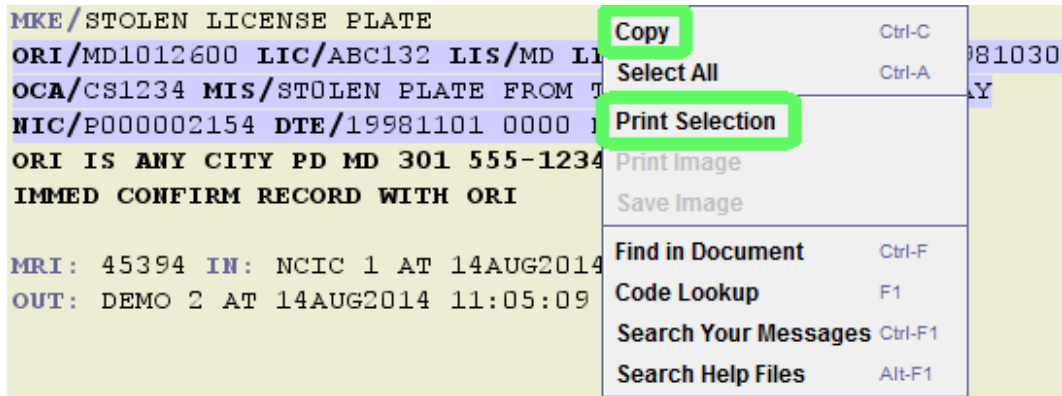 MKE/STOLEN LICENSE PLATE
ORI/MD1012600 LIC/ABC132 LIS/MD 981030
OCA/CS1234 MIS/STOLEN PLATE FROM
NIC/P000002154 DTE/19981101 0000
ORI IS ANY CITY PD MD 301 555-1234
IMMED CONFIRM RECORD WITH ORI
MRI: 45394 IN: NCIC 1 AT 14AUG2014
OUT: DEMO 2 AT 14AUG2014 11:05:09
Copy Ctrl-C
Select All Ctrl-A
Print Selection
Print Image
Save Image
Find in Document Ctrl-F
Code Lookup F1
Search Your Messages Ctrl-F1
Search Help Files Alt-F1